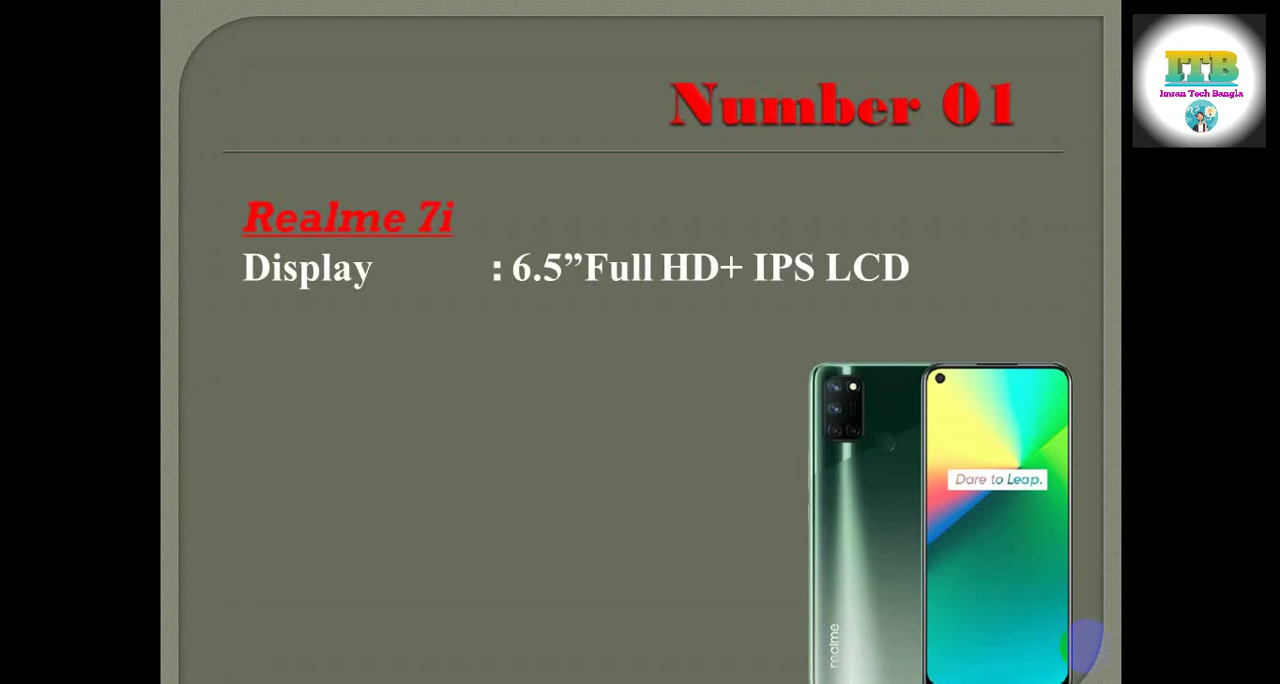 Number 01
ITB
Imran Tech Bangla
Realme 7i
Display : 6.5”Full HD+ IPS LCD
Dare to Leap.
realme